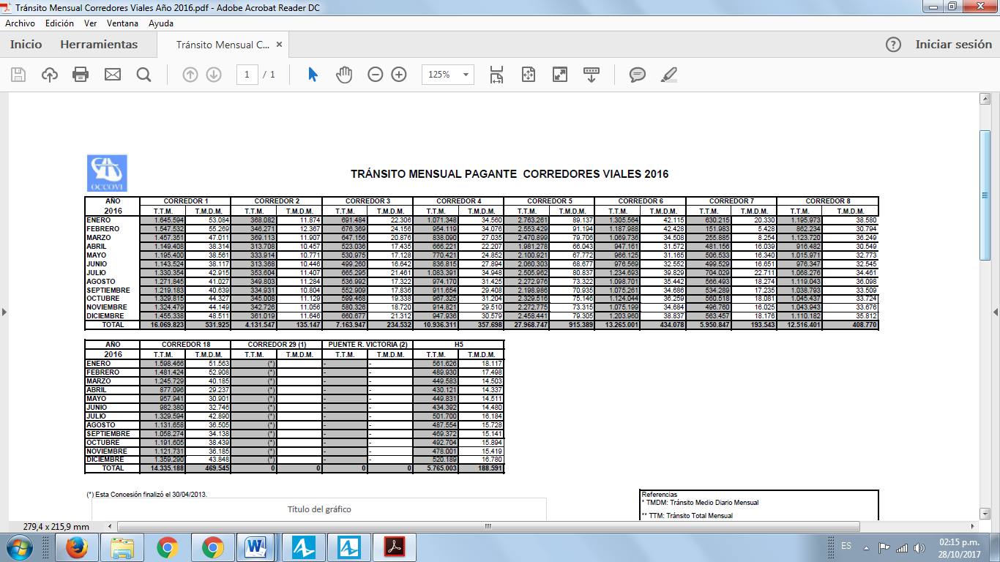 Tránsito Mensual Corredores Viales Año 2016.pdf - Adobe Acrobat Reader DC
Archivo Edición Ver Ventana Ayuda
Inicio Herramientas Tránsito Mensual C... × Iniciar sesión
1 / 1 125%
OCCOVI
TRÁNSITO MENSUAL PAGANTE CORREDORES VIALES 2016
AÑO CORREDOR 1 CORREDOR 2 CORREDOR 3 CORREDOR 4 CORREDOR 5 CORREDOR 6 CORREDOR 7 CORREDOR 8
2016 T.T.M. T.M.D.M. T.T.M. T.M.D.M. T.T.M. T.M.D.M. T.T.M. T.M.D.M. T.T.M. T.M.D.M. T.T.M. T.M.D.M. T.T.M. T.M.D.M. T.T.M. T.M.D.M.
ENERO 1.645.594 53.084 368.082 11.874 691.484 22.306 1.071.348 34.560 2.763.261 89.137 1.305.564 42.115 630.215 20.330 1.195.973 38.580
FEBRERO 1.547.532 55.269 346.271 12.367 676.369 24.156 954.119 34.076 2.553.429 91.194 1.187.988 42.428 151.983 5.428 862.234 30.794
MARZO 1.457.351 47.011 369.113 11.907 647.156 20.876 838.090 27.035 2.470.899 79.706 1.069.736 34.508 255.885 8.254 1.123.720 36.249
ABRIL 1.149.408 38.314 313.708 10.457 523.036 17.435 666.221 22.207 1.981.278 66.043 947.161 31.572 481.156 16.039 916.482 30.549
MAYO 1.195.400 38.561 333.914 10.771 530.975 17.128 770.421 24.852 2.100.921 67.772 966.125 31.165 506.533 16.340 1.015.971 32.773
JUNIO 1.143.524 38.117 313.368 10.446 499.260 16.642 836.815 27.894 2.060.303 68.677 976.569 32.552 499.529 16.651 976.347 32.545
JULIO 1.330.354 42.915 353.604 11.407 665.295 21.461 1.083.391 34.948 2.505.962 80.837 1.234.693 39.829 704.029 22.711 1.068.276 34.461
AGOSTO 1.271.845 41.027 349.803 11.284 536.992 17.322 974.170 31.425 2.272.976 73.322 1.098.701 35.442 566.493 18.274 1.119.043 36.098
SEPTIEMBRE 1.219.183 40.639 334.931 10.804 552.909 17.836 911.654 29.408 2.198.986 70.935 1.075.261 34.686 534.289 17.235 1.038.793 33.509
OCTUBRE 1.329.815 44.327 345.008 11.129 599.468 19.338 967.325 31.204 2.329.516 75.146 1.124.044 36.259 560.518 18.081 1.045.437 33.724
NOVIEMBRE 1.324.479 44.149 342.726 11.056 580.326 18.720 914.821 29.510 2.272.775 73.315 1.075.199 34.684 496.760 16.025 1.043.943 33.676
DICIEMBRE 1.455.338 48.511 361.019 11.646 660.677 21.312 947.936 30.579 2.458.441 79.305 1.203.960 38.837 563.457 18.176 1.110.182 35.812
TOTAL 16.069.823 531.925 4.131.547 135.147 7.163.947 234.532 10.936.311 357.698 27.968.747 915.389 13.265.001 434.078 5.950.847 193.543 12.516.401 408.770
AÑO CORREDOR 18 CORREDOR 29 (1) PUENTE R. VICTORIA (2) H5
2016 T.T.M. T.M.D.M. T.T.M. T.M.D.M. T.T.M. T.M.D.M. T.T.M. T.M.D.M.
ENERO 1.598.466 51.563 (*) - - 561.626 18.117
FEBRERO 1.481.424 52.908 (*) - - 489.930 17.498
MARZO 1.245.729 40.185 (*) - - 449.583 14.503
ABRIL 877.096 29.237 (*) - - 430.121 14.337
MAYO 957.941 30.901 (*) - - 449.831 14.511
JUNIO 982.380 32.746 (*) - - 434.392 14.480
JULIO 1.329.594 42.890 (*) - - 501.700 16.184
AGOSTO 1.131.658 36.505 (*) - - 487.554 15.728
SEPTIEMBRE 1.058.274 34.138 (*) - - 469.372 15.141
OCTUBRE 1.191.605 38.439 (*) - - 492.704 15.894
NOVIEMBRE 1.121.731 36.185 (*) - - 478.001 15.419
DICIEMBRE 1.359.290 43.848 (*) - - 520.189 16.780
TOTAL 14.335.188 469.545 0 0 0 0 5.765.003 188.591
(*) Esta Concesión finalizó el 30/04/2013.
Título del gráfico
Referencias
* TMDM: Tránsito Medio Diario Mensual
** TTM: Tránsito Total Mensual
279,4 x 215,9 mm
ES 02:15 p.m.
28/10/2017